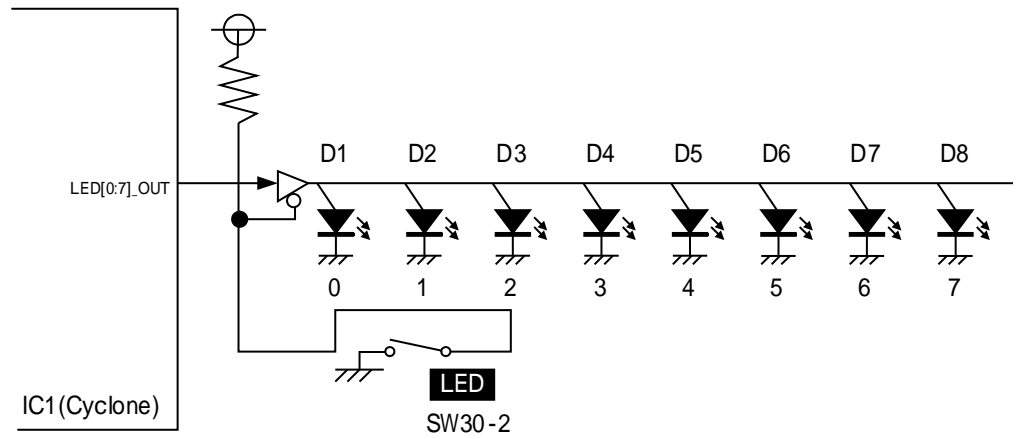 D1 D2 D3 D4 D5 D6 D7 D8
LED[0:7]_OUT
0 1 2 3 4 5 6 7
LED
IC1(Cyclone)
SW30-2